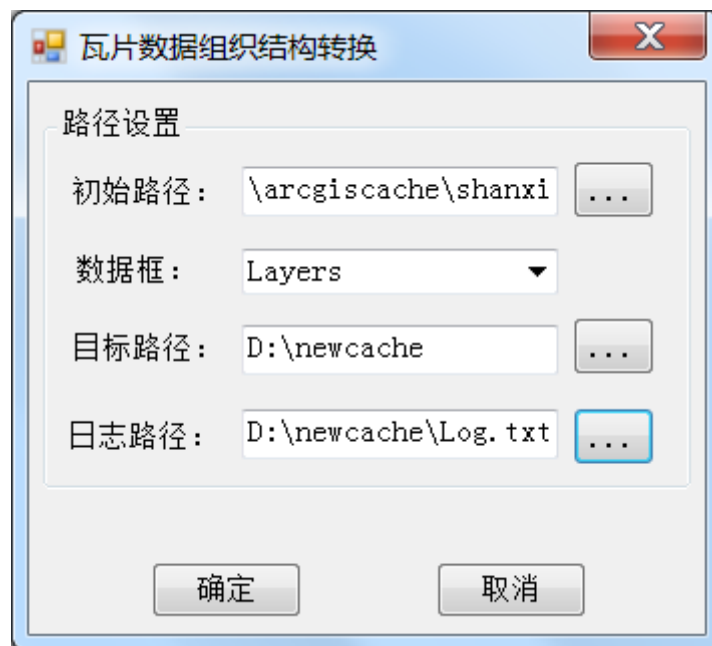 瓦片数据组织结构转换
路径设置
初始路径： \arcgiscache\shanxi ...
数据框： Layers
目标路径： D:\newcache ...
日志路径： D:\newcache\Log.txt ...
确定 取消